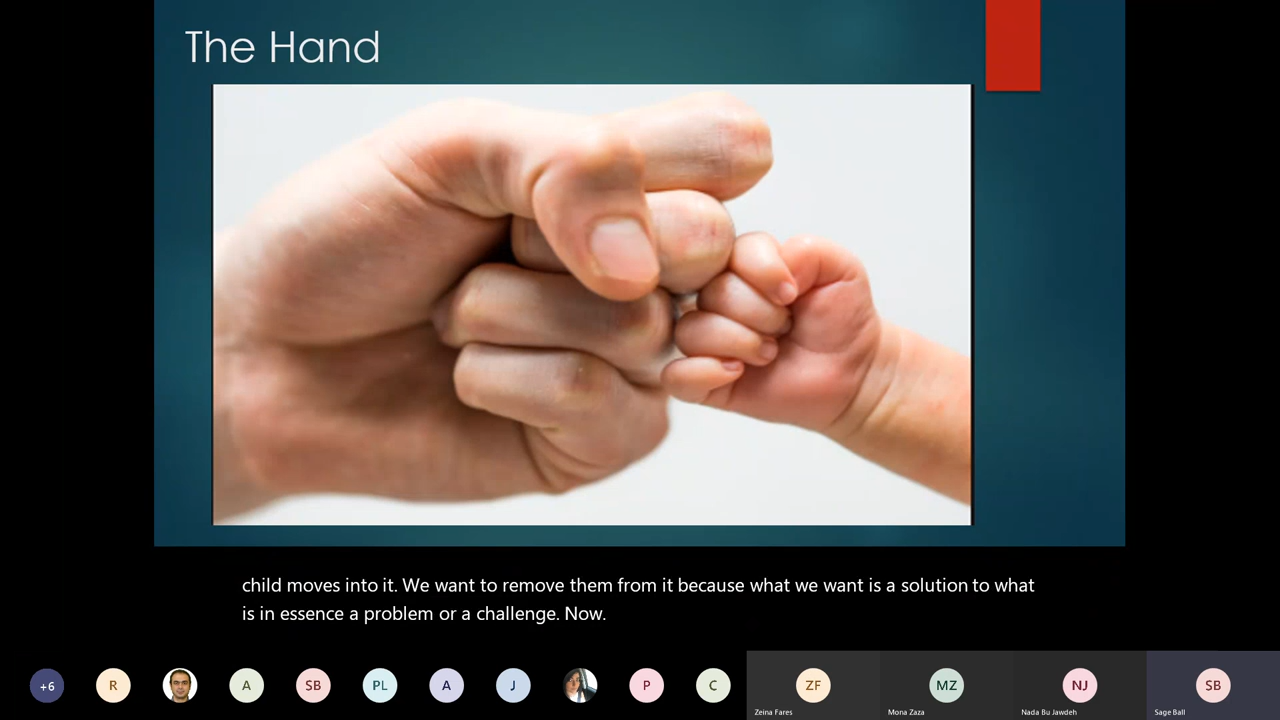 The Hand
child moves into it. We want to remove them from it because what we want is a solution to what
is in essence a problem or a challenge. Now.
+6 R A SB PL A J P C ZF MZ NJ SB
Zeina Fares Mona Zaza Nada Bu Jawdeh Sage Ball